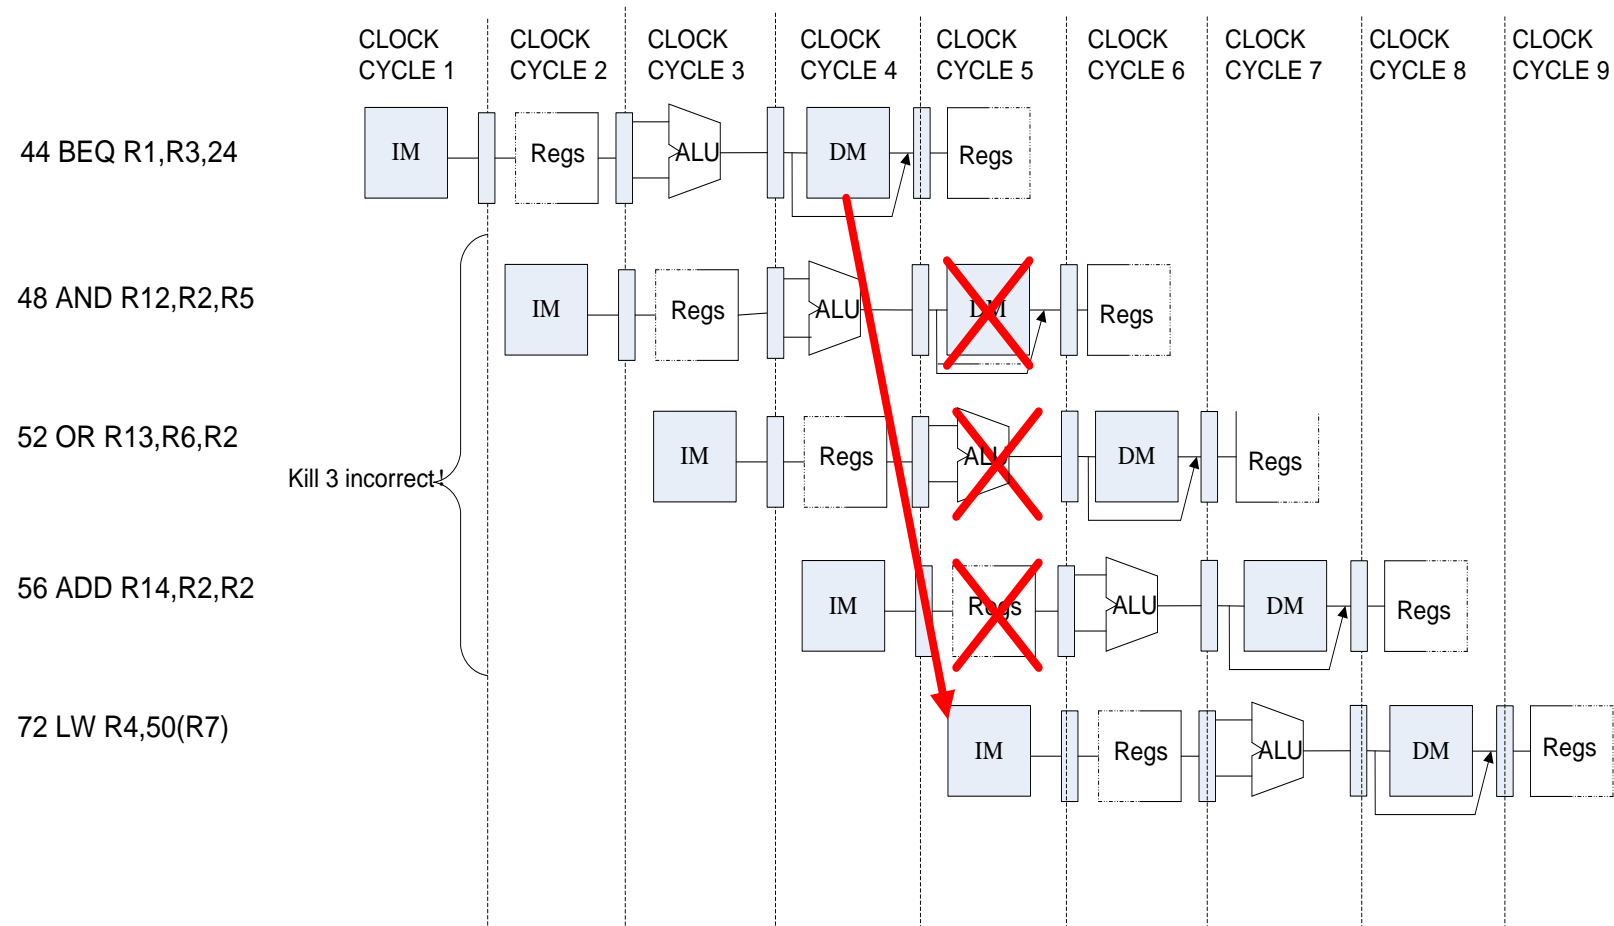 CLOCK CYCLE 1
CLOCK CYCLE 2
CLOCK CYCLE 3
CLOCK CYCLE 4
CLOCK CYCLE 5
CLOCK CYCLE 6
CLOCK CYCLE 7
CLOCK CYCLE 8
CLOCK CYCLE 9
44 BEQ R1,R3,24
IM
Regs
ALU
DM
Regs
48 AND R12,R2,R5
IM
Regs
ALU
DM
Regs
52 OR R13,R6,R2
IM
Regs
ALU
DM
Regs
Kill 3 incorrect!
56 ADD R14,R2,R2
IM
Regs
ALU
DM
Regs
72 LW R4,50(R7)
IM
Regs
ALU
DM
Regs